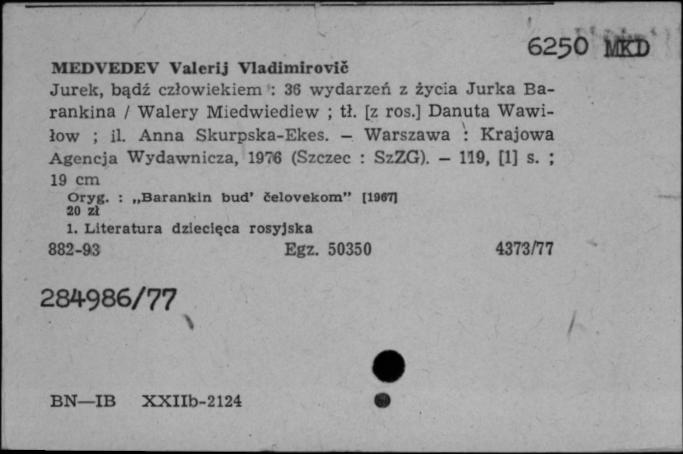 6250 MKD
MEDVEDEV Valerij Vladimirovič
Jurek, bądź człowiekiem : 36 wydarzeń z życia Jurka Ba-
rankina / Walery Miedwiediew ; tł. [z ros.] Danuta Wawi-
łow ; il. Anna Skurpska-Ekes. — Warszawa : Krajowa
Agencja Wydawnicza, 1976 (Szczec : SzZG). — 119, [1] s. ;
19 cm
Oryg. : „Barankin bud' čelovekom" [1967]
20 zł
1. Literatura dziecięca rosyjska
882-93 Egz. 50350 4373/77
284986/77
BN—IB XXIIb-2124